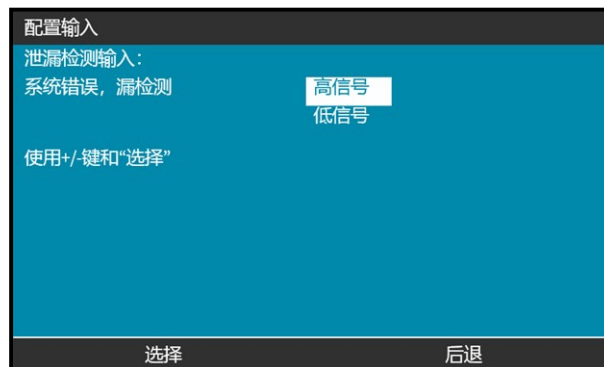 配置输入
泄漏检测输入：
系统错误，漏检测 高信号
低信号
使用+/-键和“选择”
选择 后退